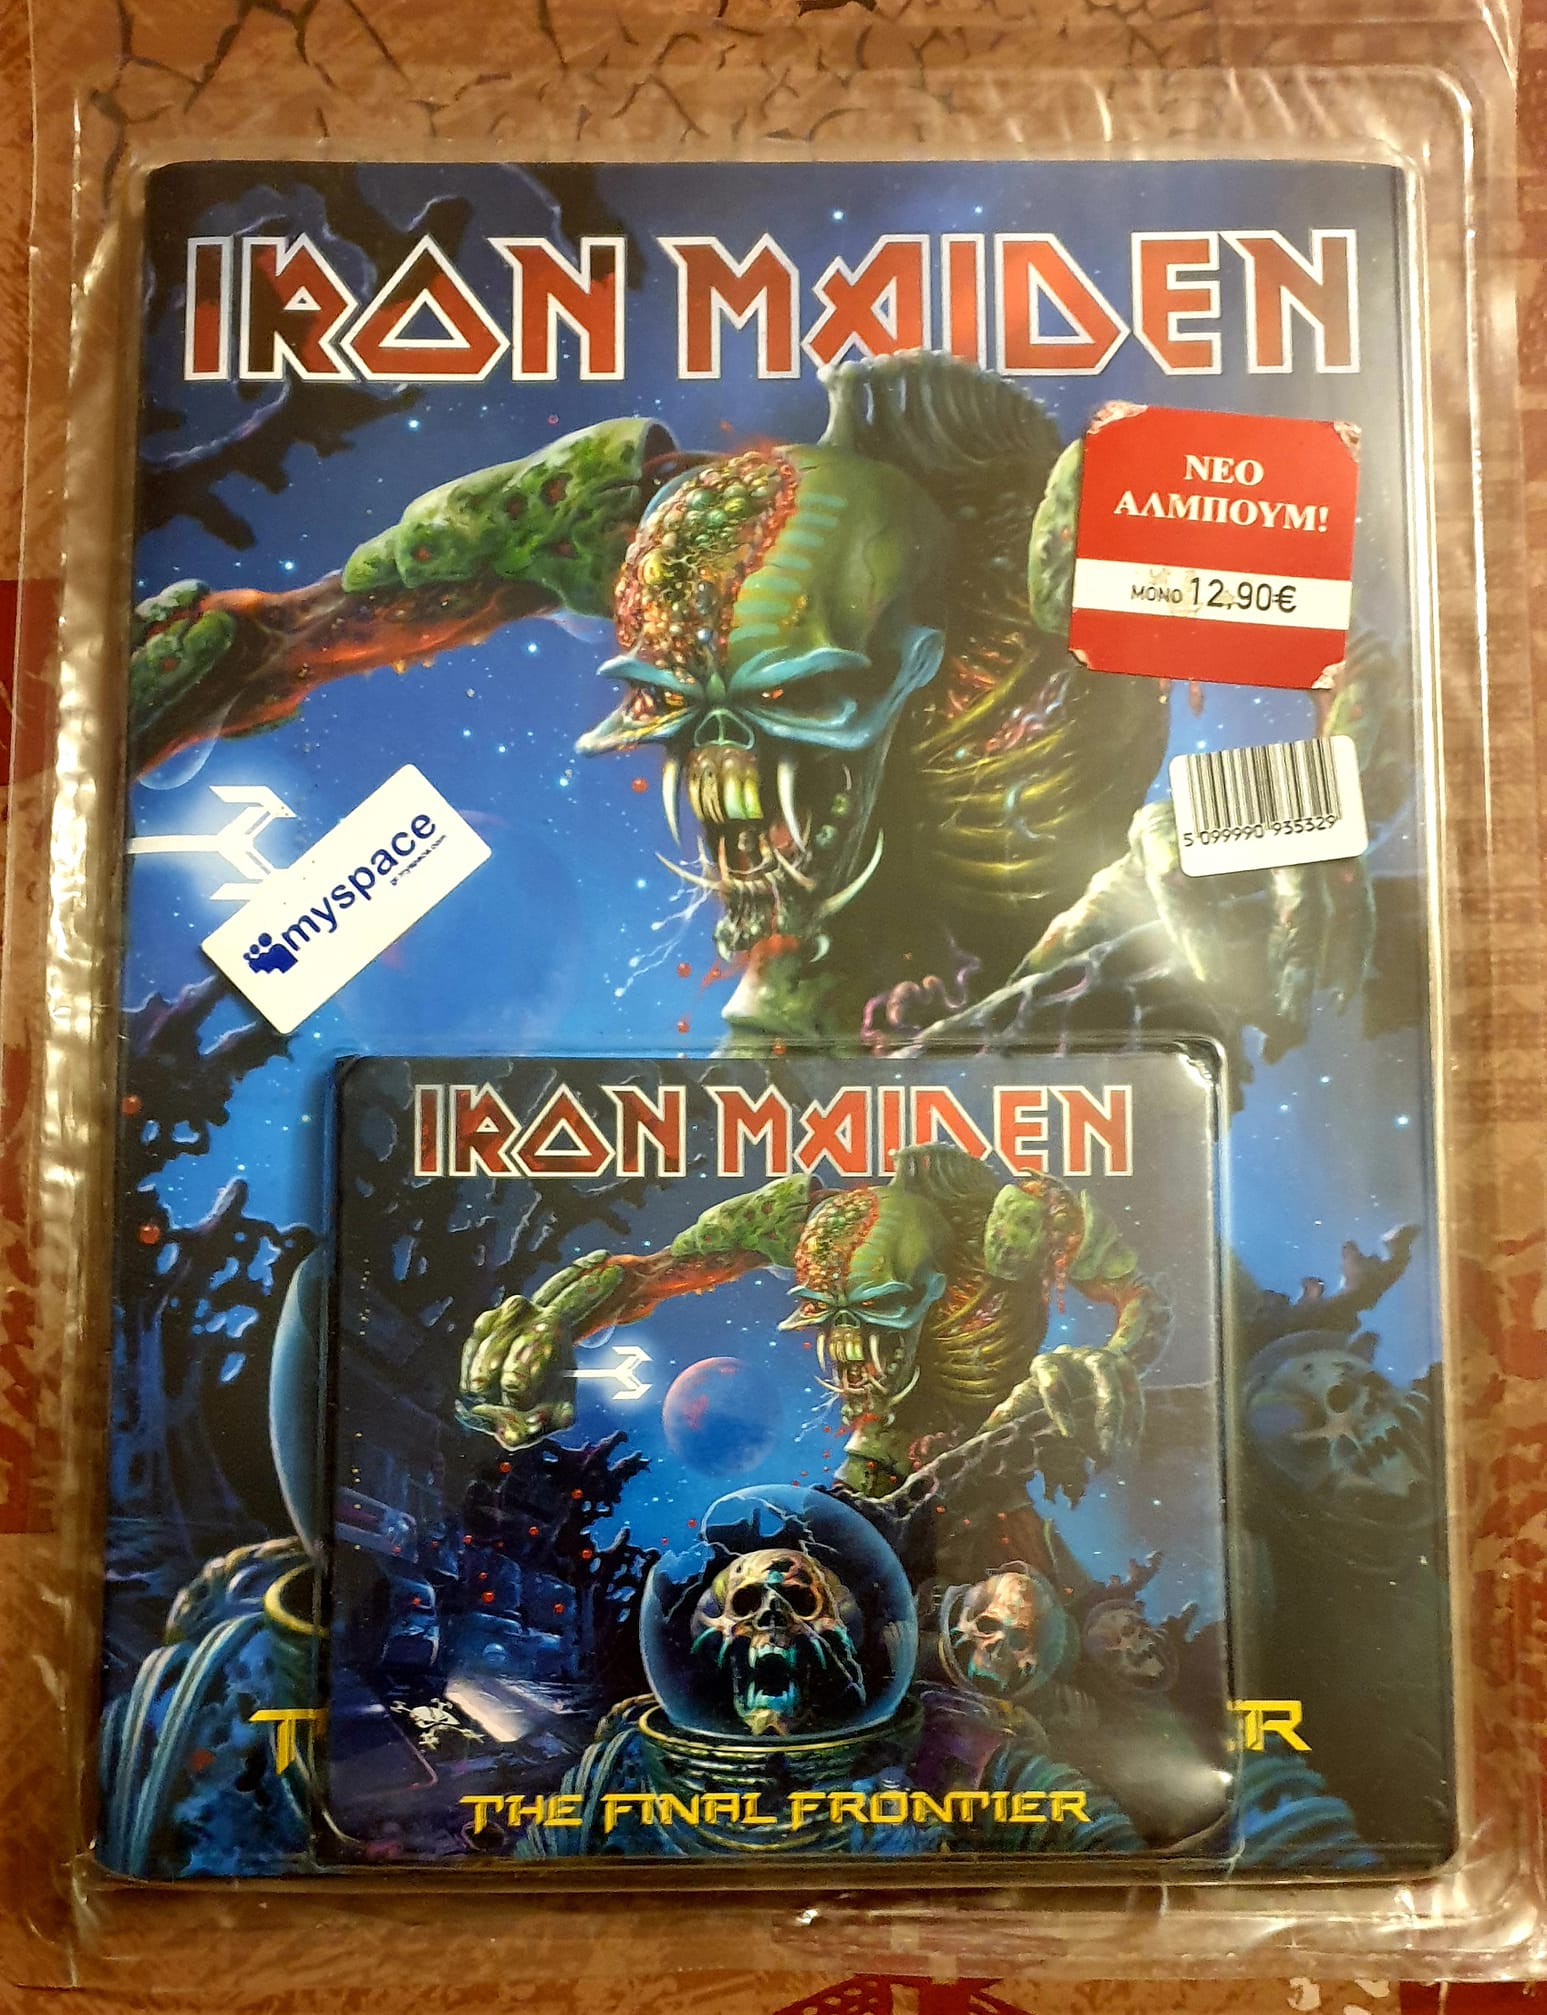 IRON MAIDEN
ΝΕΟ
ΑΛΜΠΟΥΜ!
ΜΟΝΟ 12,90€
myspace
5 099990 935329
IRON MAIDEN
THE FINAL FRONTIER